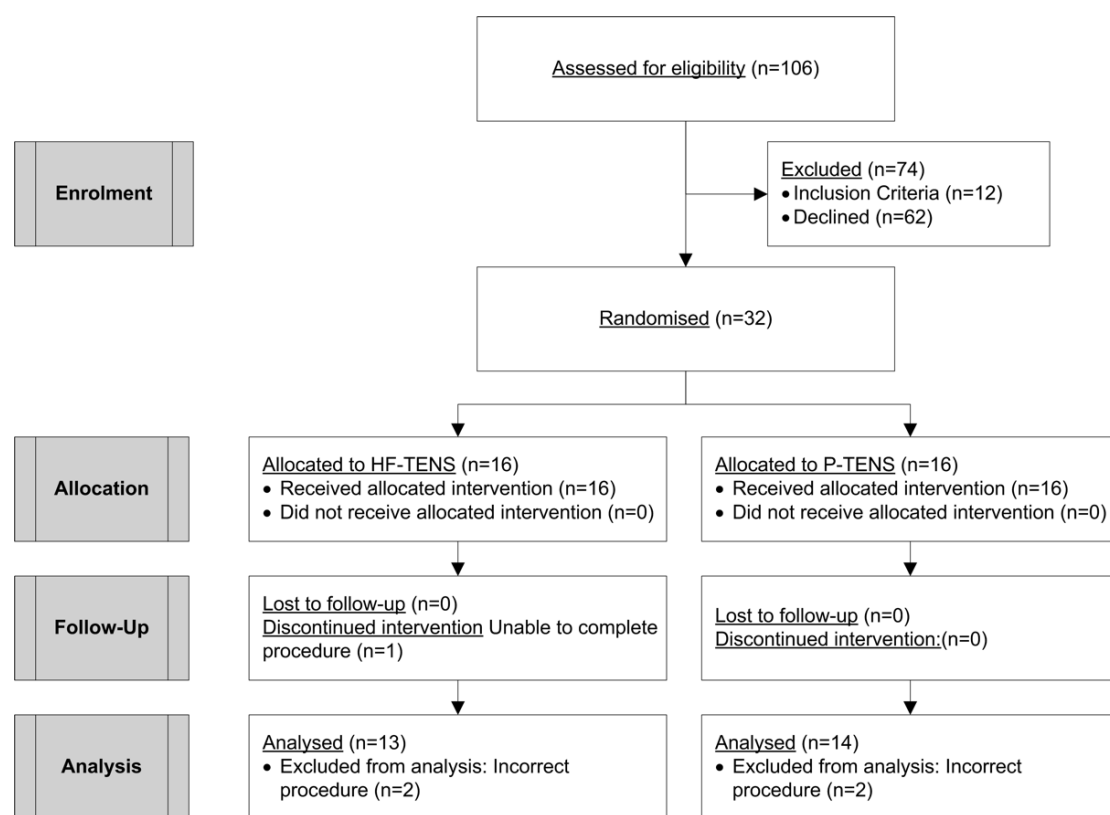 Assessed for eligibility (n=106)
Enrolment
Excluded (n=74)
• Inclusion Criteria (n=12)
• Declined (n=62)
Randomised (n=32)
Allocation
Allocated to HF-TENS (n=16)
• Received allocated intervention (n=16)
• Did not receive allocated intervention (n=0)
Allocated to P-TENS (n=16)
• Received allocated intervention (n=16)
• Did not receive allocated intervention (n=0)
Follow-Up
Lost to follow-up (n=0)
Discontinued intervention Unable to complete
procedure (n=1)
Lost to follow-up (n=0)
Discontinued intervention:(n=0)
Analysis
Analysed (n=13)
• Excluded from analysis: Incorrect
procedure (n=2)
Analysed (n=14)
• Excluded from analysis: Incorrect
procedure (n=2)